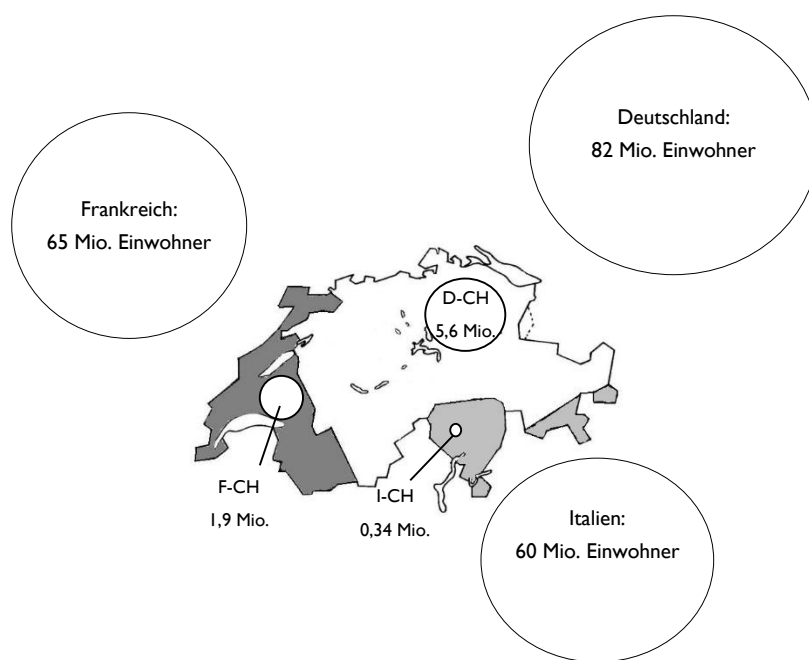 Deutschland:
82 Mio. Einwohner
Frankreich:
65 Mio. Einwohner
D-CH
5,6 Mio.
F-CH
1,9 Mio.
I-CH
0,34 Mio.
Italien:
60 Mio. Einwohner